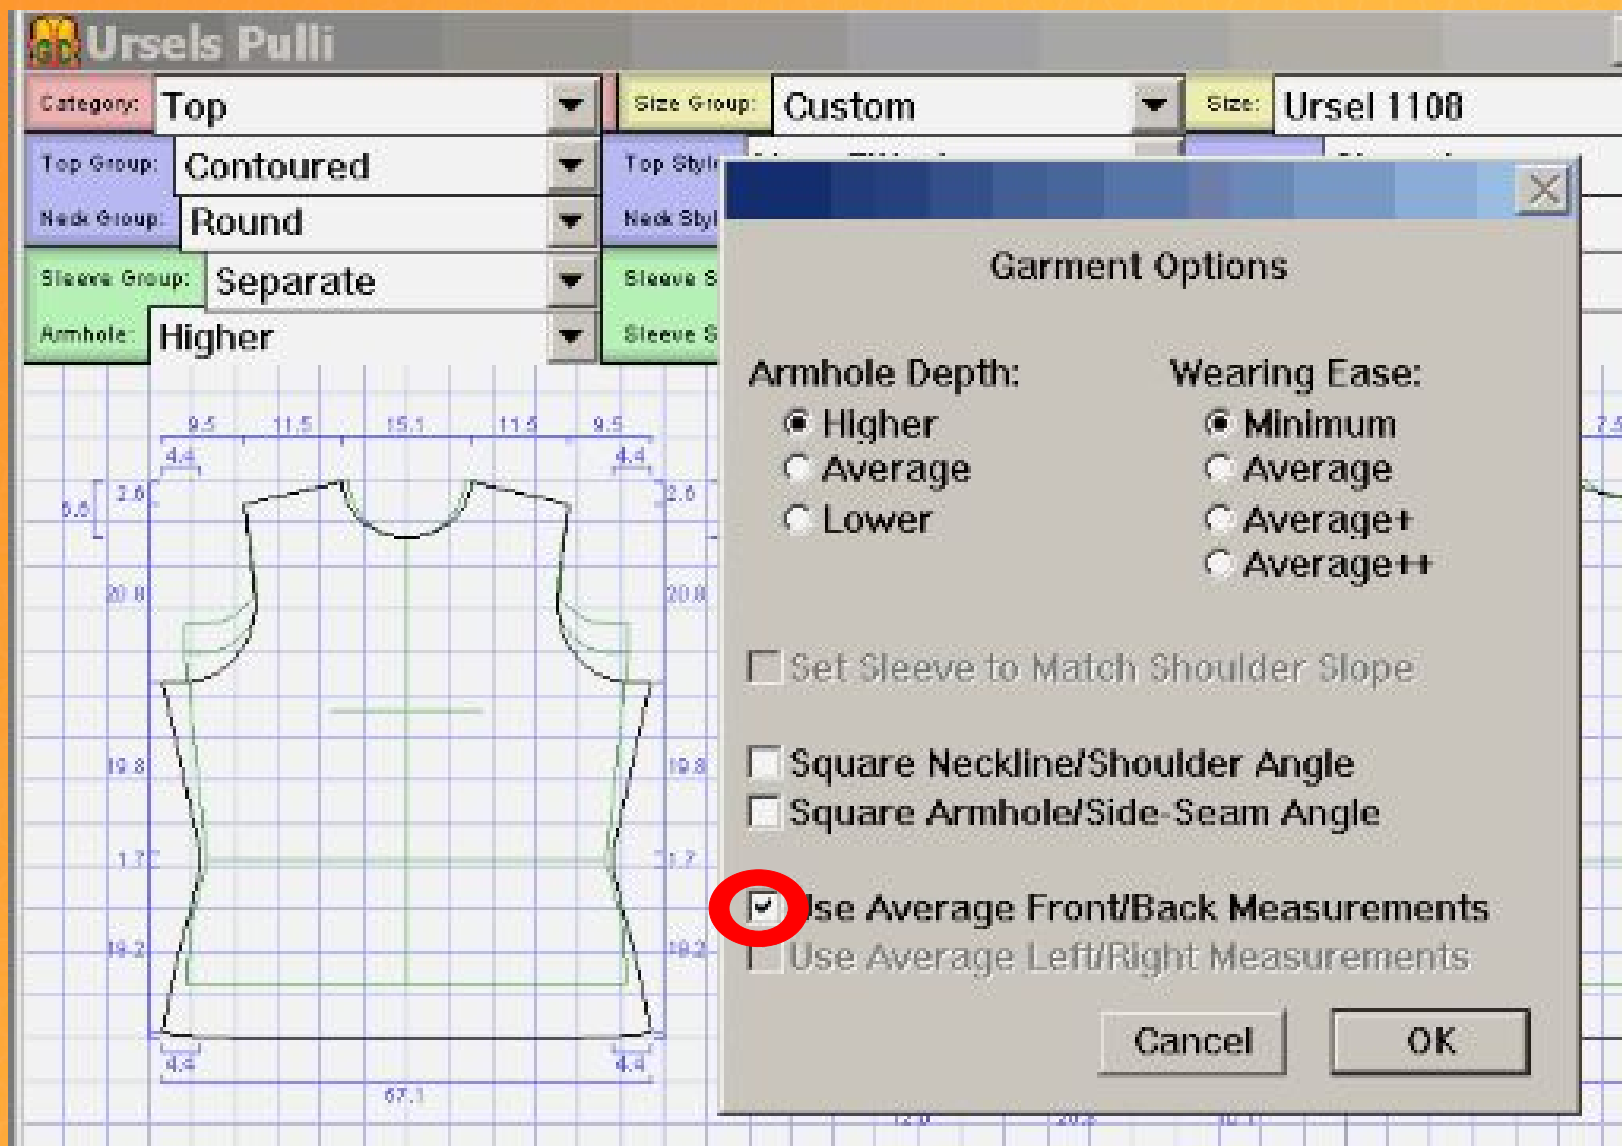 Ursels Pulli
Category: Top Size Group: Custom Size: Ursel 1108
Top Group: Contoured Top Style
Neck Group: Round Neck Styl
Sleeve Group: Separate Sleeve S
Armhole: Higher Sleeve S
Garment Options
Armhole Depth: Wearing Ease:
Higher Minimum
Average Average
Lower Average+
Average++
Set Sleeve to Match Shoulder Slope
Square Neckline/Shoulder Angle
Square Armhole/Side-Seam Angle
Use Average Front/Back Measurements
Use Average Left/Right Measurements
Cancel OK
9.5 11.5 15.1 11.5 9.5 7.5
4.4 4.4
2.6 2.6
20.8 20.8
19.8 19.8
1.7 1.7
19.2 19.2
4.4 4.4